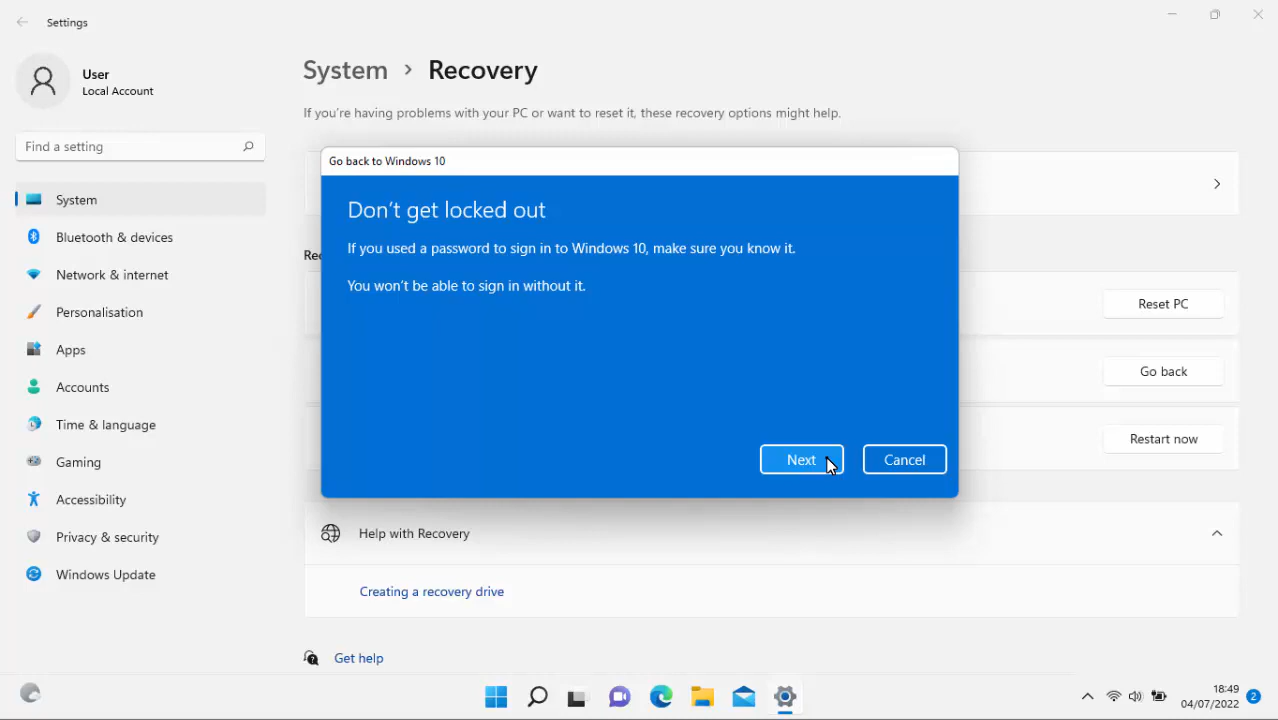 Settings
User
Local Account
Find a setting
System
Bluetooth & devices
Network & internet
Personalisation
Apps
Accounts
Time & language
Gaming
Accessibility
Privacy & security
Windows Update
System > Recovery
If you're having problems with your PC or want to reset it, these recovery options might help.
Go back to Windows 10
Don't get locked out
If you used a password to sign in to Windows 10, make sure you know it.
You won't be able to sign in without it.
Next
Cancel
Reset PC
Go back
Restart now
Help with Recovery
Creating a recovery drive
Get help
18:49
04/07/2022
2